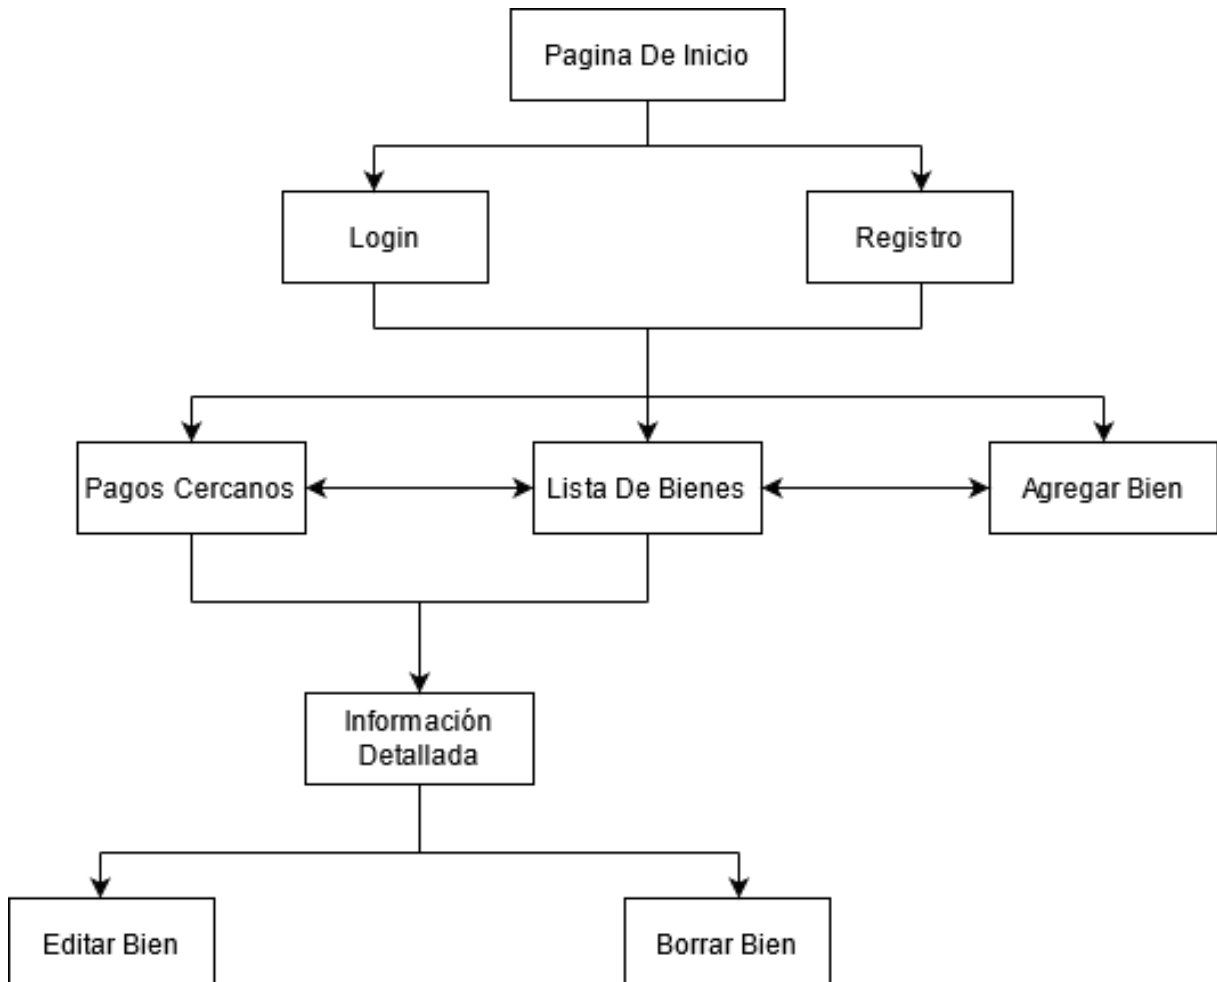 Pagina De Inicio
Login
Registro
Pagos Cercanos
Lista De Bienes
Agregar Bien
Información
Detallada
Editar Bien
Borrar Bien